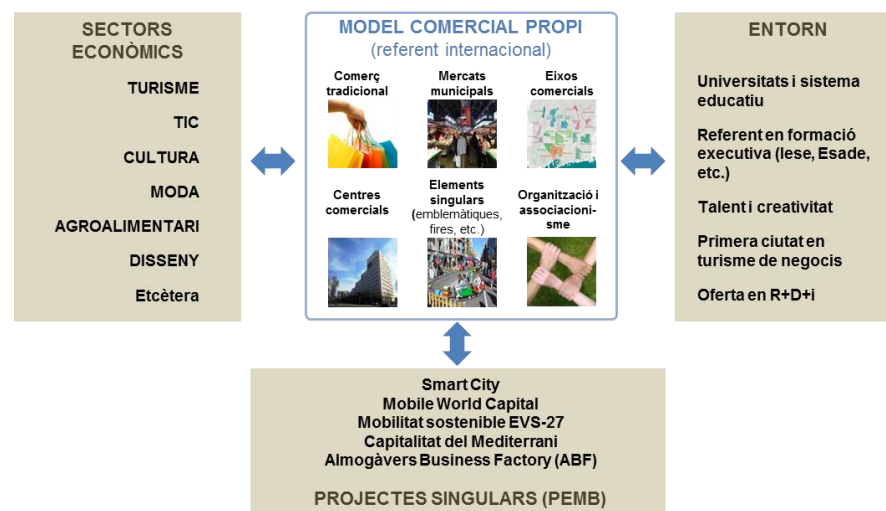 SECTORS
ECONÒMICS
TURISME
TIC
CULTURA
MODA
AGROALIMENTARI
DISSENY
Etcètera
MODEL COMERCIAL PROPI
(referent internacional)
Comerç
tradicional
Mercats
municipals
Eixos
comercials
Centres
comercials
Elements
singulars
(emblemàtiques,
fires, etc.)
Organització i
associacionis-
sme
ENTORN
Universitats i sistema
educatiu
Referent en formació
executiva (Iese, Esade,
etc.)
Talent i creativitat
Primera ciutat en
turisme de negocis
Oferta en R+D+i
Smart City
Mobile World Capital
Mobilitat sostenible EVS-27
Capitalitat del Mediterrani
Almogàvers Business Factory (ABF)
PROJECTES SINGULARS (PEMB)